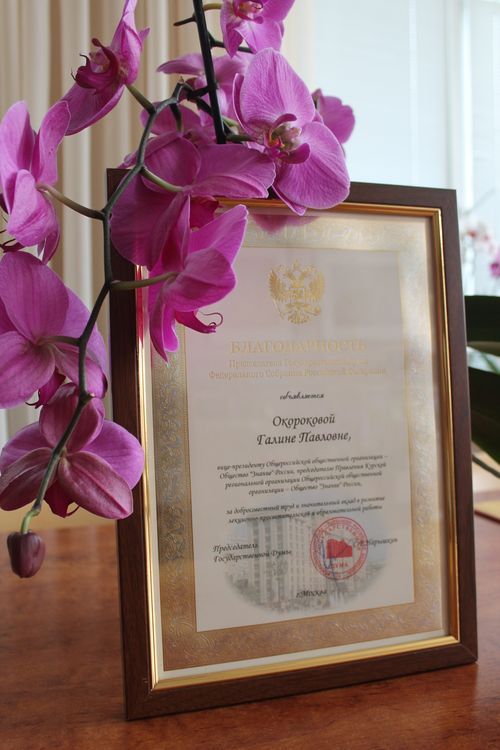 БЛАГОДАРНОСТЬ
Председателя Государственной Думы
Федерального Собрания Российской Федерации
объявляется
Окороковой
Галине Павловне,
вице-президенту Общероссийской общественной организации –
Общество "Знание" России, председателю Правления Курской
региональной организации Общероссийской общественной
организации – Общество "Знание" России,
за добросовестный труд и значительный вклад в развитие
лекционно-просветительской и образовательной работы
Председатель
Государственной Думы
Нарышкин
г.Москва
ДУМА